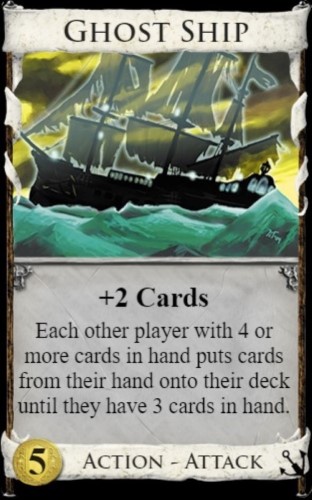 GHOST SHIP
+2 Cards
Each other player with 4 or
more cards in hand puts cards
from their hand onto their deck
until they have 3 cards in hand.
5
ACTION - ATTACK